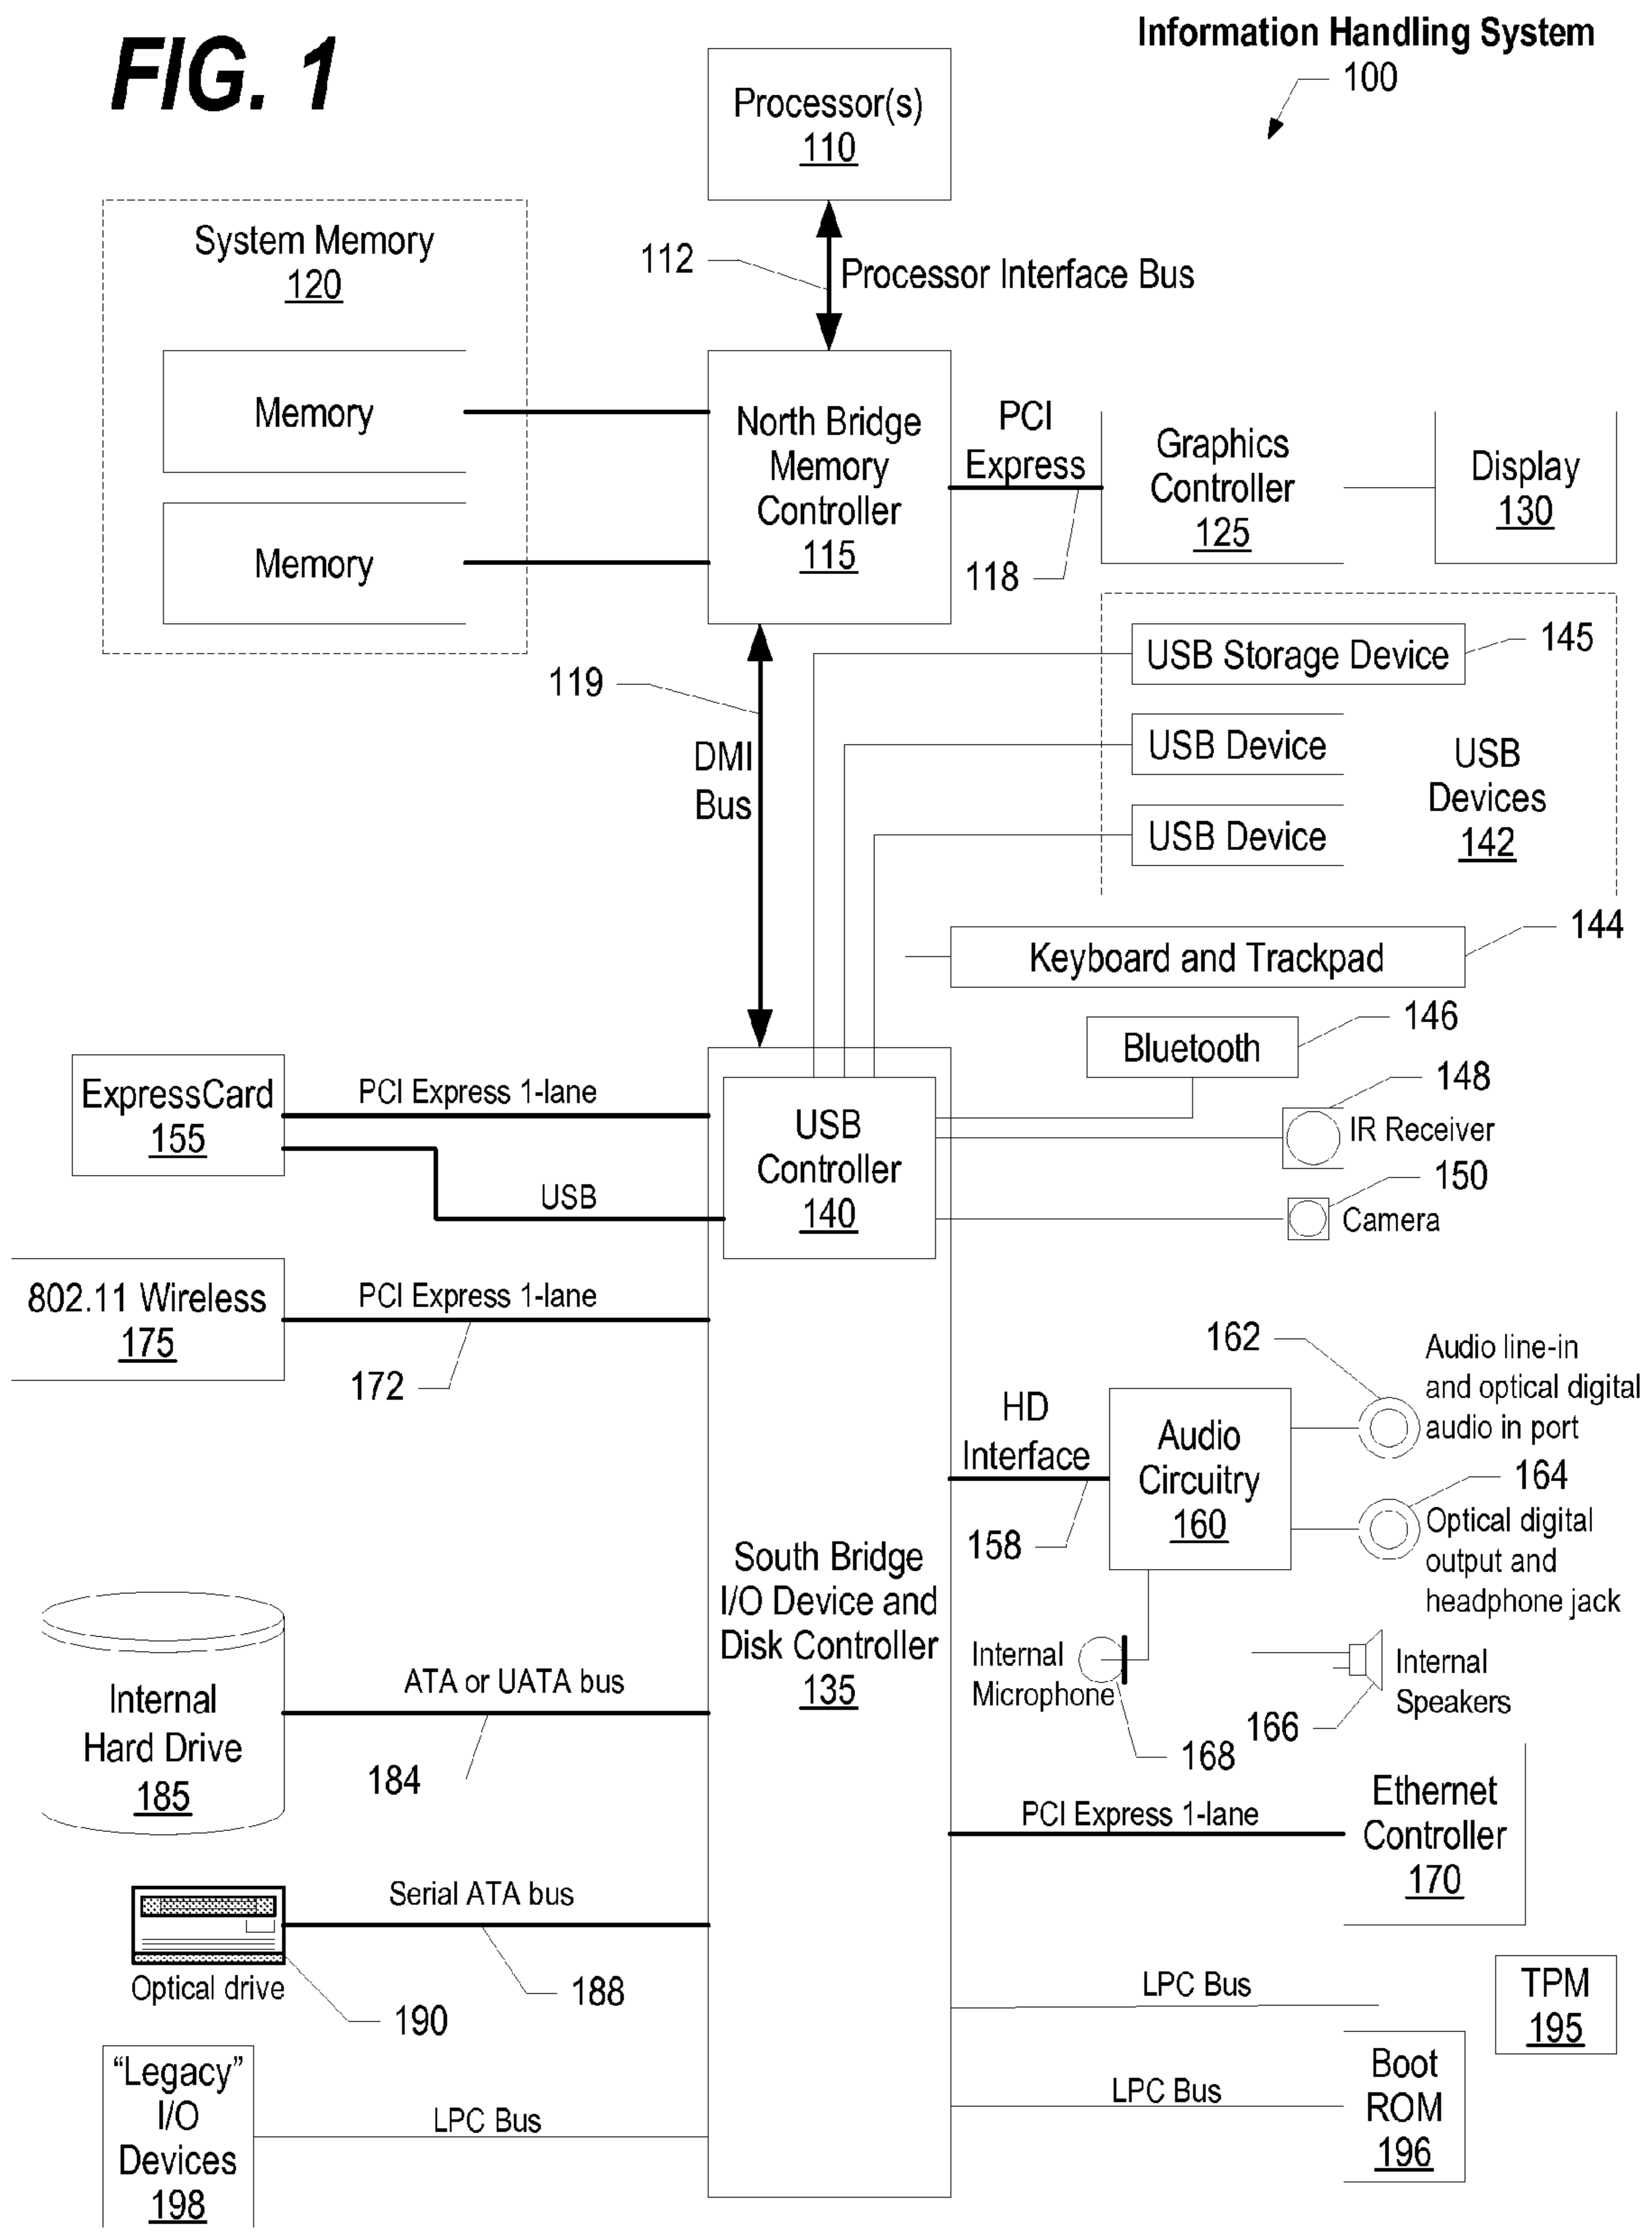 FIG. 1
Information Handling System
100
Processor(s)
110
112
Processor Interface Bus
System Memory
120
Memory
Memory
North Bridge
Memory
Controller
115
PCI
Express
118
Graphics
Controller
125
Display
130
119
DMI
Bus
USB Storage Device
145
USB Device
USB Device
USB
Devices
142
Keyboard and Trackpad
144
Bluetooth
146
148
IR Receiver
150
Camera
ExpressCard
155
PCI Express 1-lane
USB
USB
Controller
140
802.11 Wireless
175
PCI Express 1-lane
172
HD
Interface
158
Audio
Circuitry
160
162
Audio line-in
and optical digital
audio in port
164
Optical digital
output and
headphone jack
Internal
Microphone
168
166
Internal
Speakers
South Bridge
I/O Device and
Disk Controller
135
Internal
Hard Drive
185
ATA or UATA bus
184
PCI Express 1-lane
Ethernet
Controller
170
Serial ATA bus
188
Optical drive
190
LPC Bus
TPM
195
LPC Bus
Boot
ROM
196
“Legacy”
I/O
Devices
198
LPC Bus